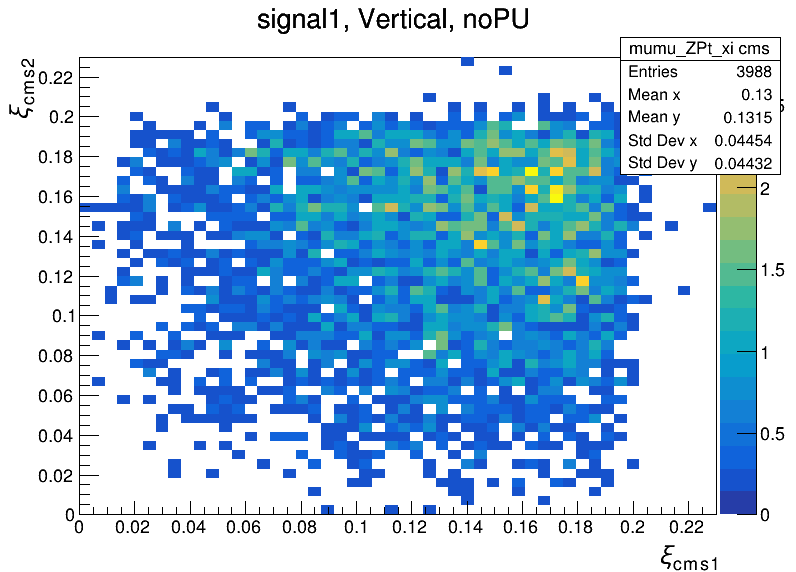 signal1, Vertical, noPU
mumu_ZPt_xi cms
Entries 3988
Mean x 0.13
Mean y 0.1315
Std Dev x 0.04454
Std Dev y 0.04432
ξcms2
0.22
0.2
0.18
0.16
0.14
0.12
0.1
0.08
0.06
0.04
0.02
0
5
2
1.5
1
0.5
0
0 0.02 0.04 0.06 0.08 0.1 0.12 0.14 0.16 0.18 0.2 0.22
ξcms1